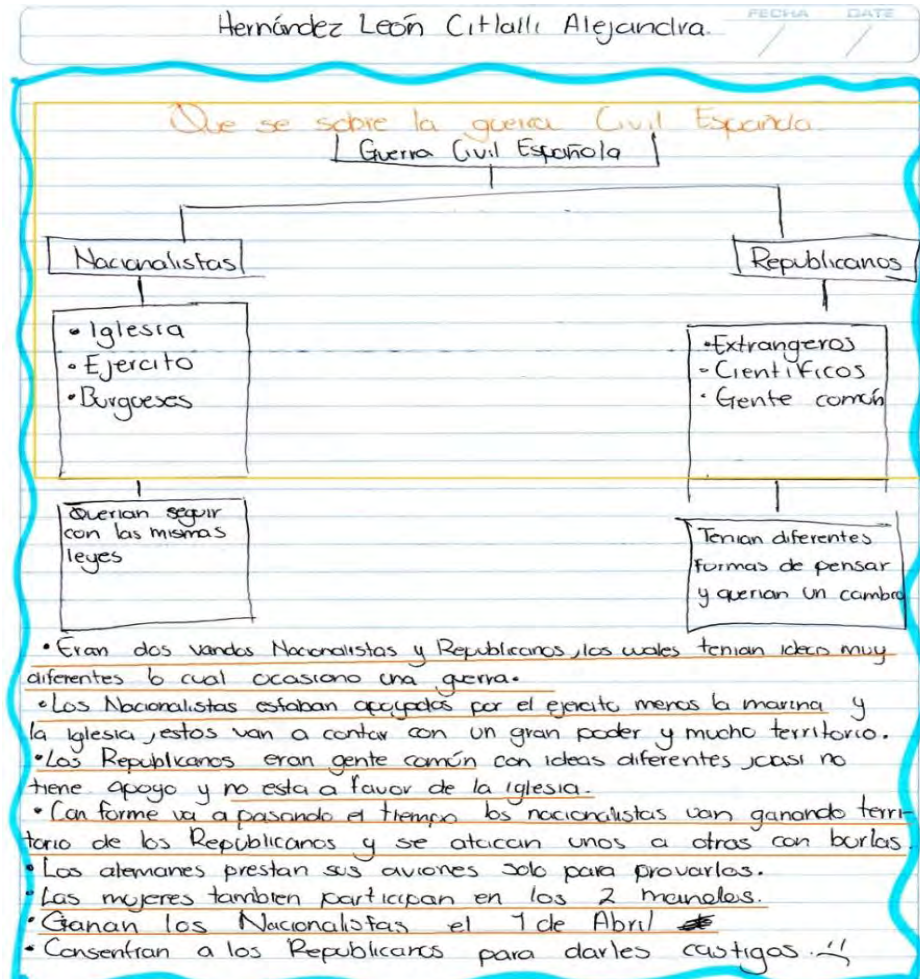 Hernández León Citlalli Alejandra.
FECHA DATE
Que se sobre la guerra Civil Española.
Guerra Civil Española
Nacionalistas
Republicanos
• Iglesia
• Ejercito
• Burgueses
• Extrangeros
• Cientificos
• Gente común
Querian seguir
con las mismas
leyes
Tenian diferentes
formas de pensar
y querian un cambio
• Eran dos vandos Nacionalistas y Republicanos, los cuales tenian ideas muy
diferentes lo cual ocasiono una guerra.
• Los Nacionalistas estaban apoyados por el ejercito menos la marina y
la iglesia, estos van a contar con un gran poder y mucho territorio.
• Los Republicanos eran gente común con ideas diferentes, casi no
tiene apoyo y no esta a favor de la iglesia.
• Con forme va a pasando el tiempo los nacionalistas van ganando terri-
torio de los Republicanos y se atacan unos a otros con burlas.
• Los alemanes prestan sus aviones solo para provarlos.
• Las mujeres tambien participan en los 2
Ganan los Nacionalistas el 1 de Abril
• Consentran a los Republicanos para darles castigos.